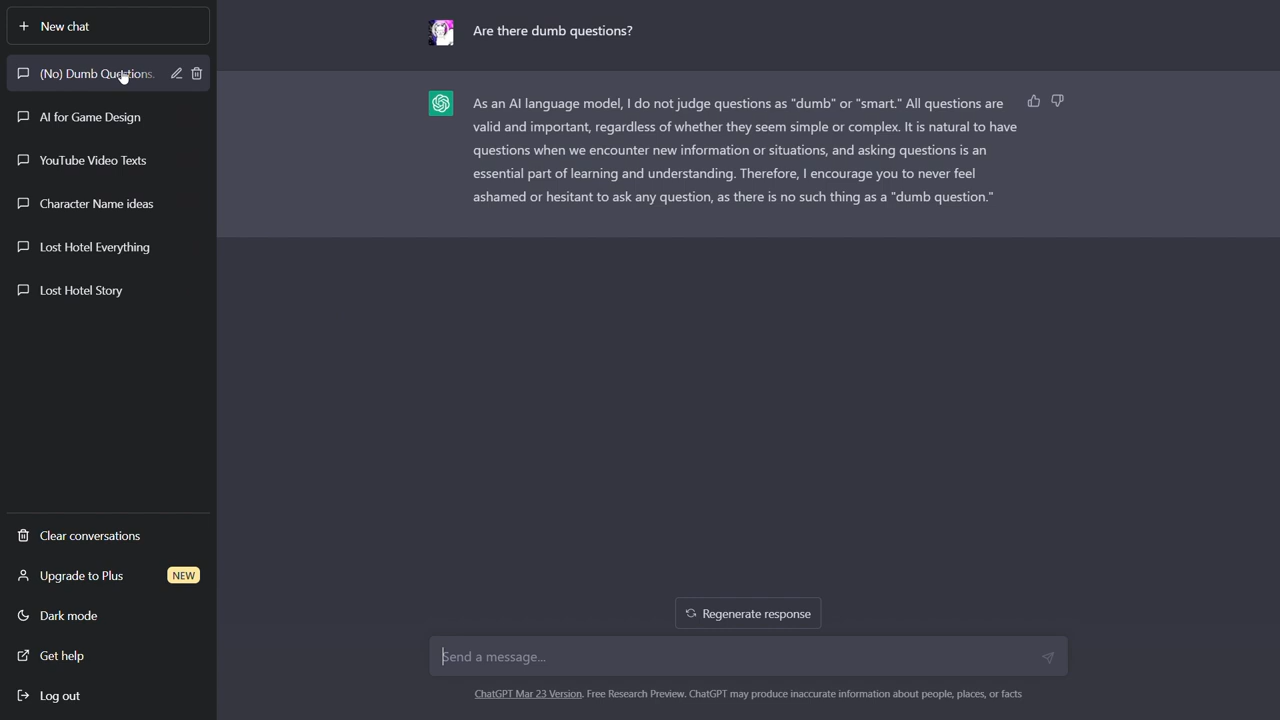 New chat
(No) Dumb Questions.
AI for Game Design
YouTube Video Texts
Character Name ideas
Lost Hotel Everything
Lost Hotel Story
Clear conversations
Upgrade to Plus NEW
Dark mode
Get help
Log out
Are there dumb questions?
As an AI language model, I do not judge questions as "dumb" or "smart." All questions are
valid and important, regardless of whether they seem simple or complex. It is natural to have
questions when we encounter new information or situations, and asking questions is an
essential part of learning and understanding. Therefore, I encourage you to never feel
ashamed or hesitant to ask any question, as there is no such thing as a "dumb question."
Regenerate response
Send a message...
ChatGPT Mar 23 Version. Free Research Preview. ChatGPT may produce inaccurate information about people, places, or facts